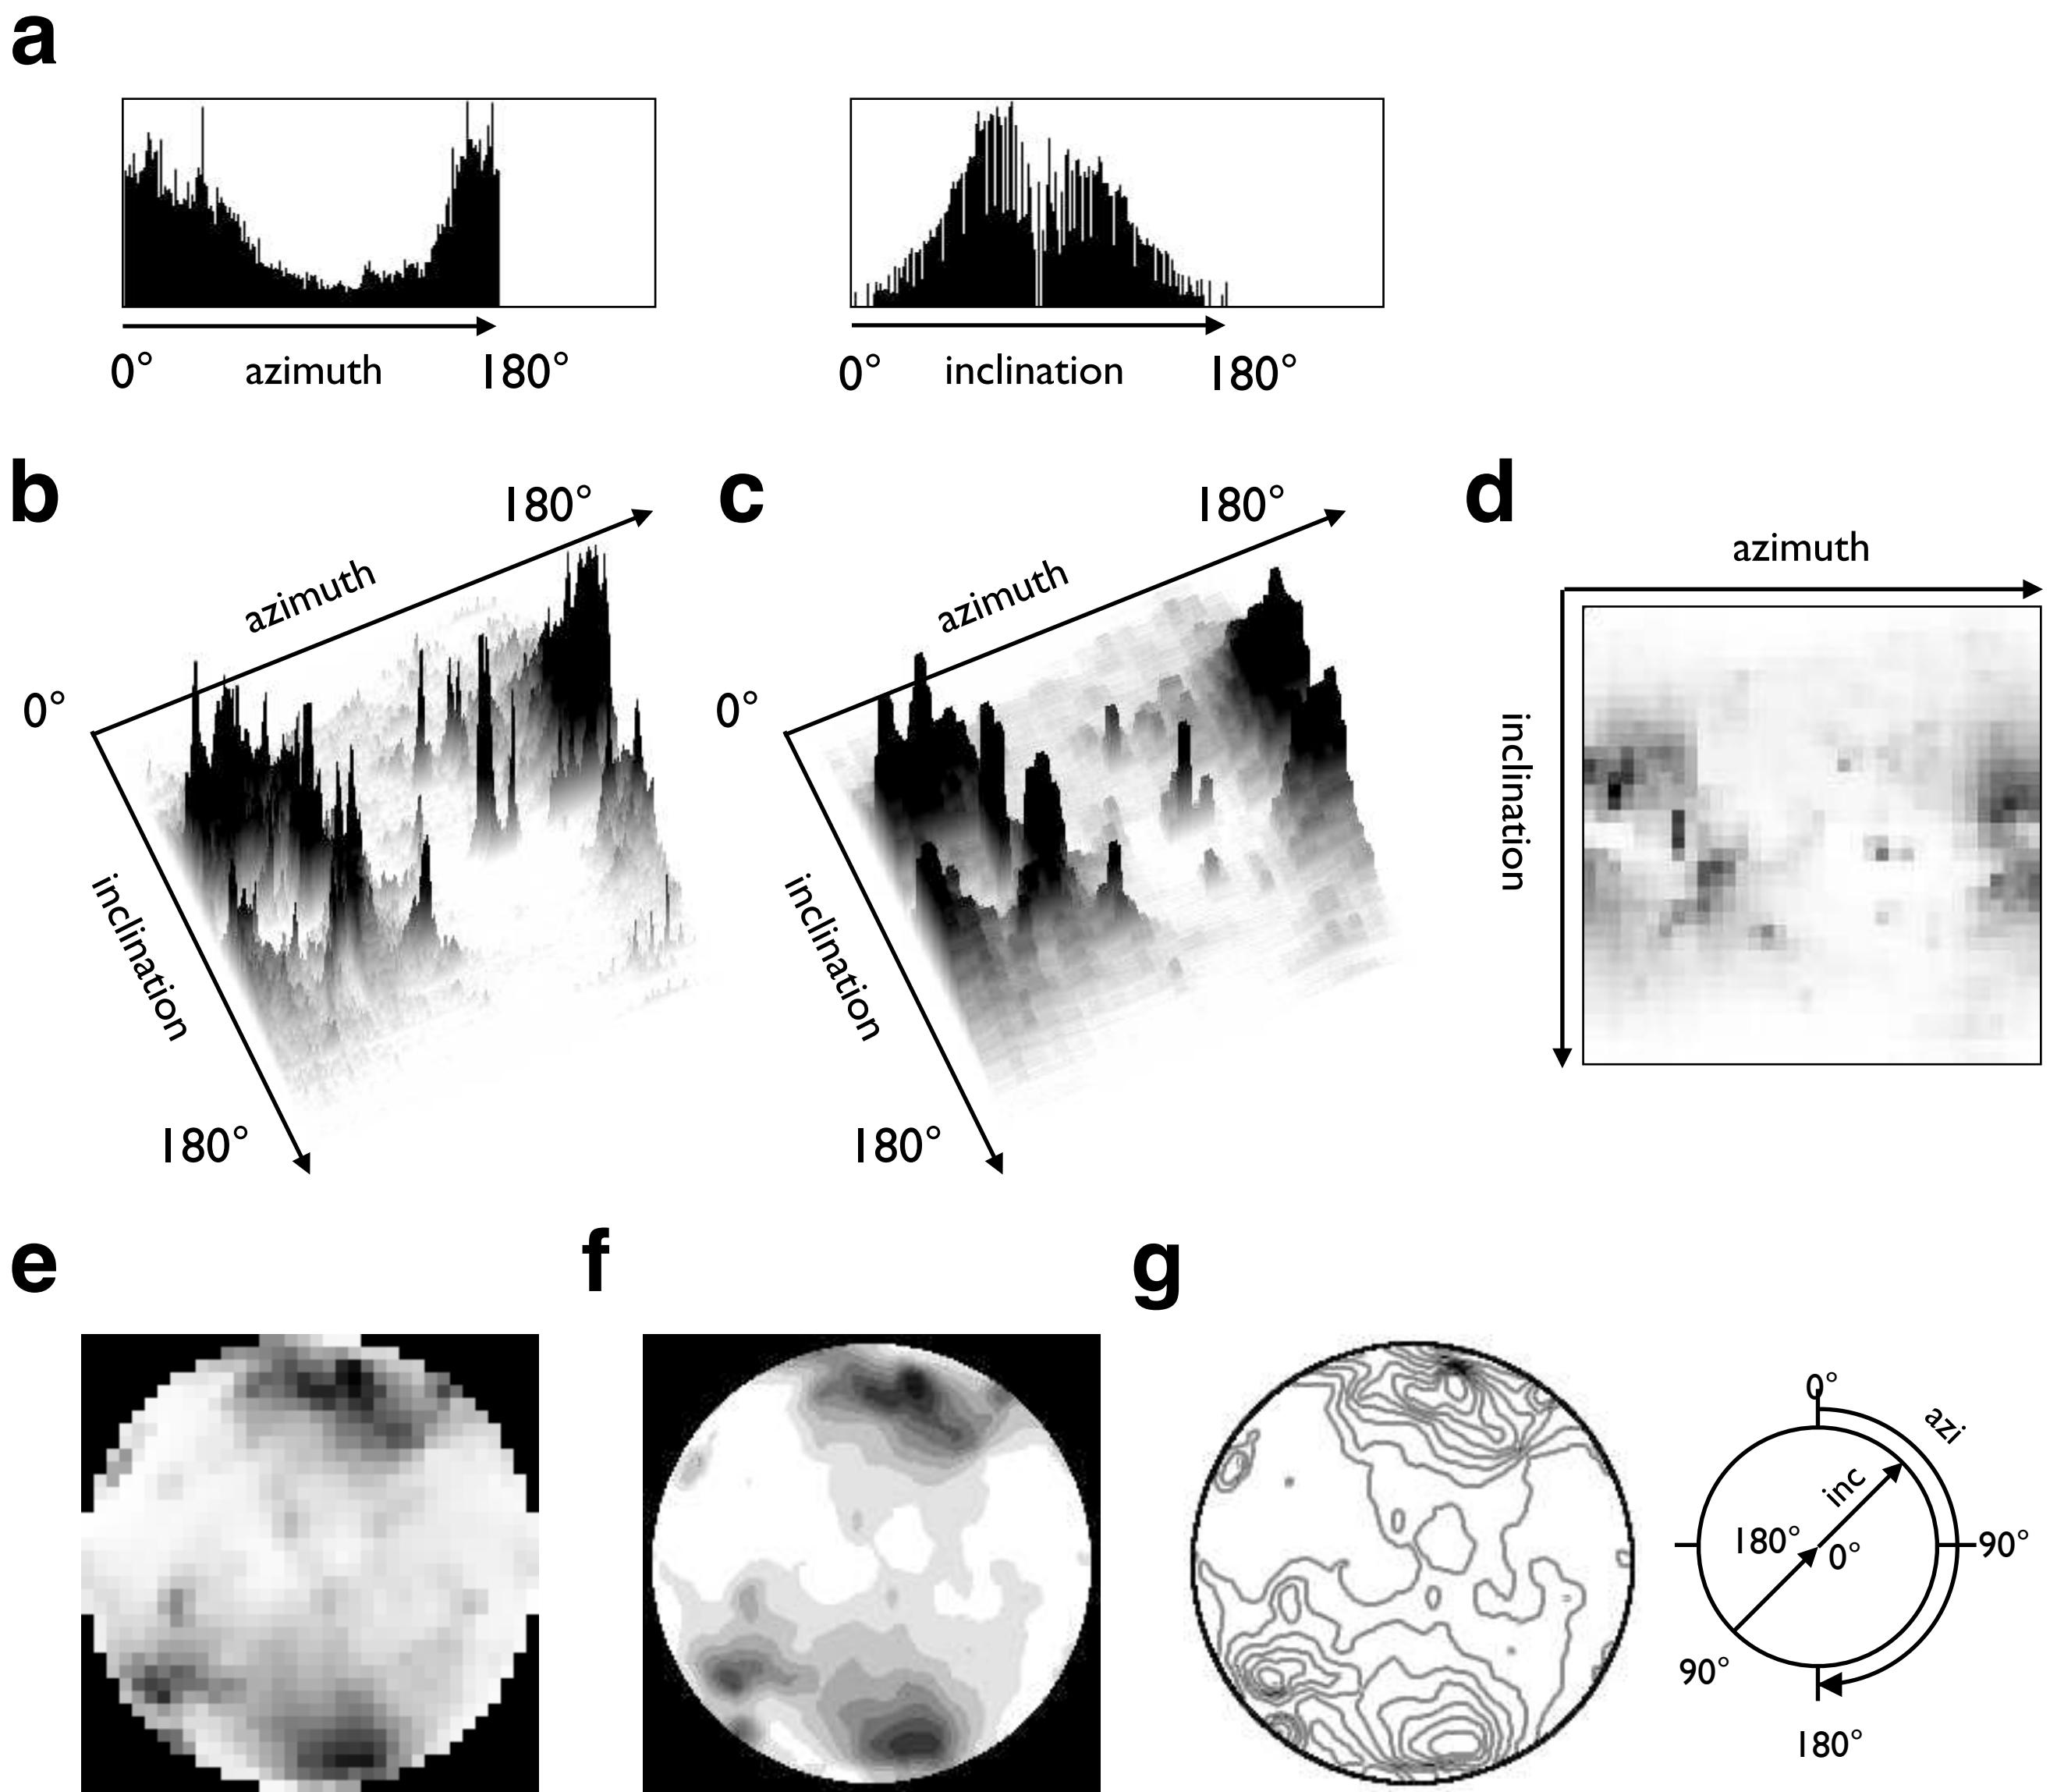 a
0° azimuth 180°
0° inclination 180°
b
180°
azimuth
0°
inclination
180°
c
180°
azimuth
0°
inclination
180°
d
azimuth
inclination
e
f
g
0°
azi
inc
180°
0°
90°
90°
180°